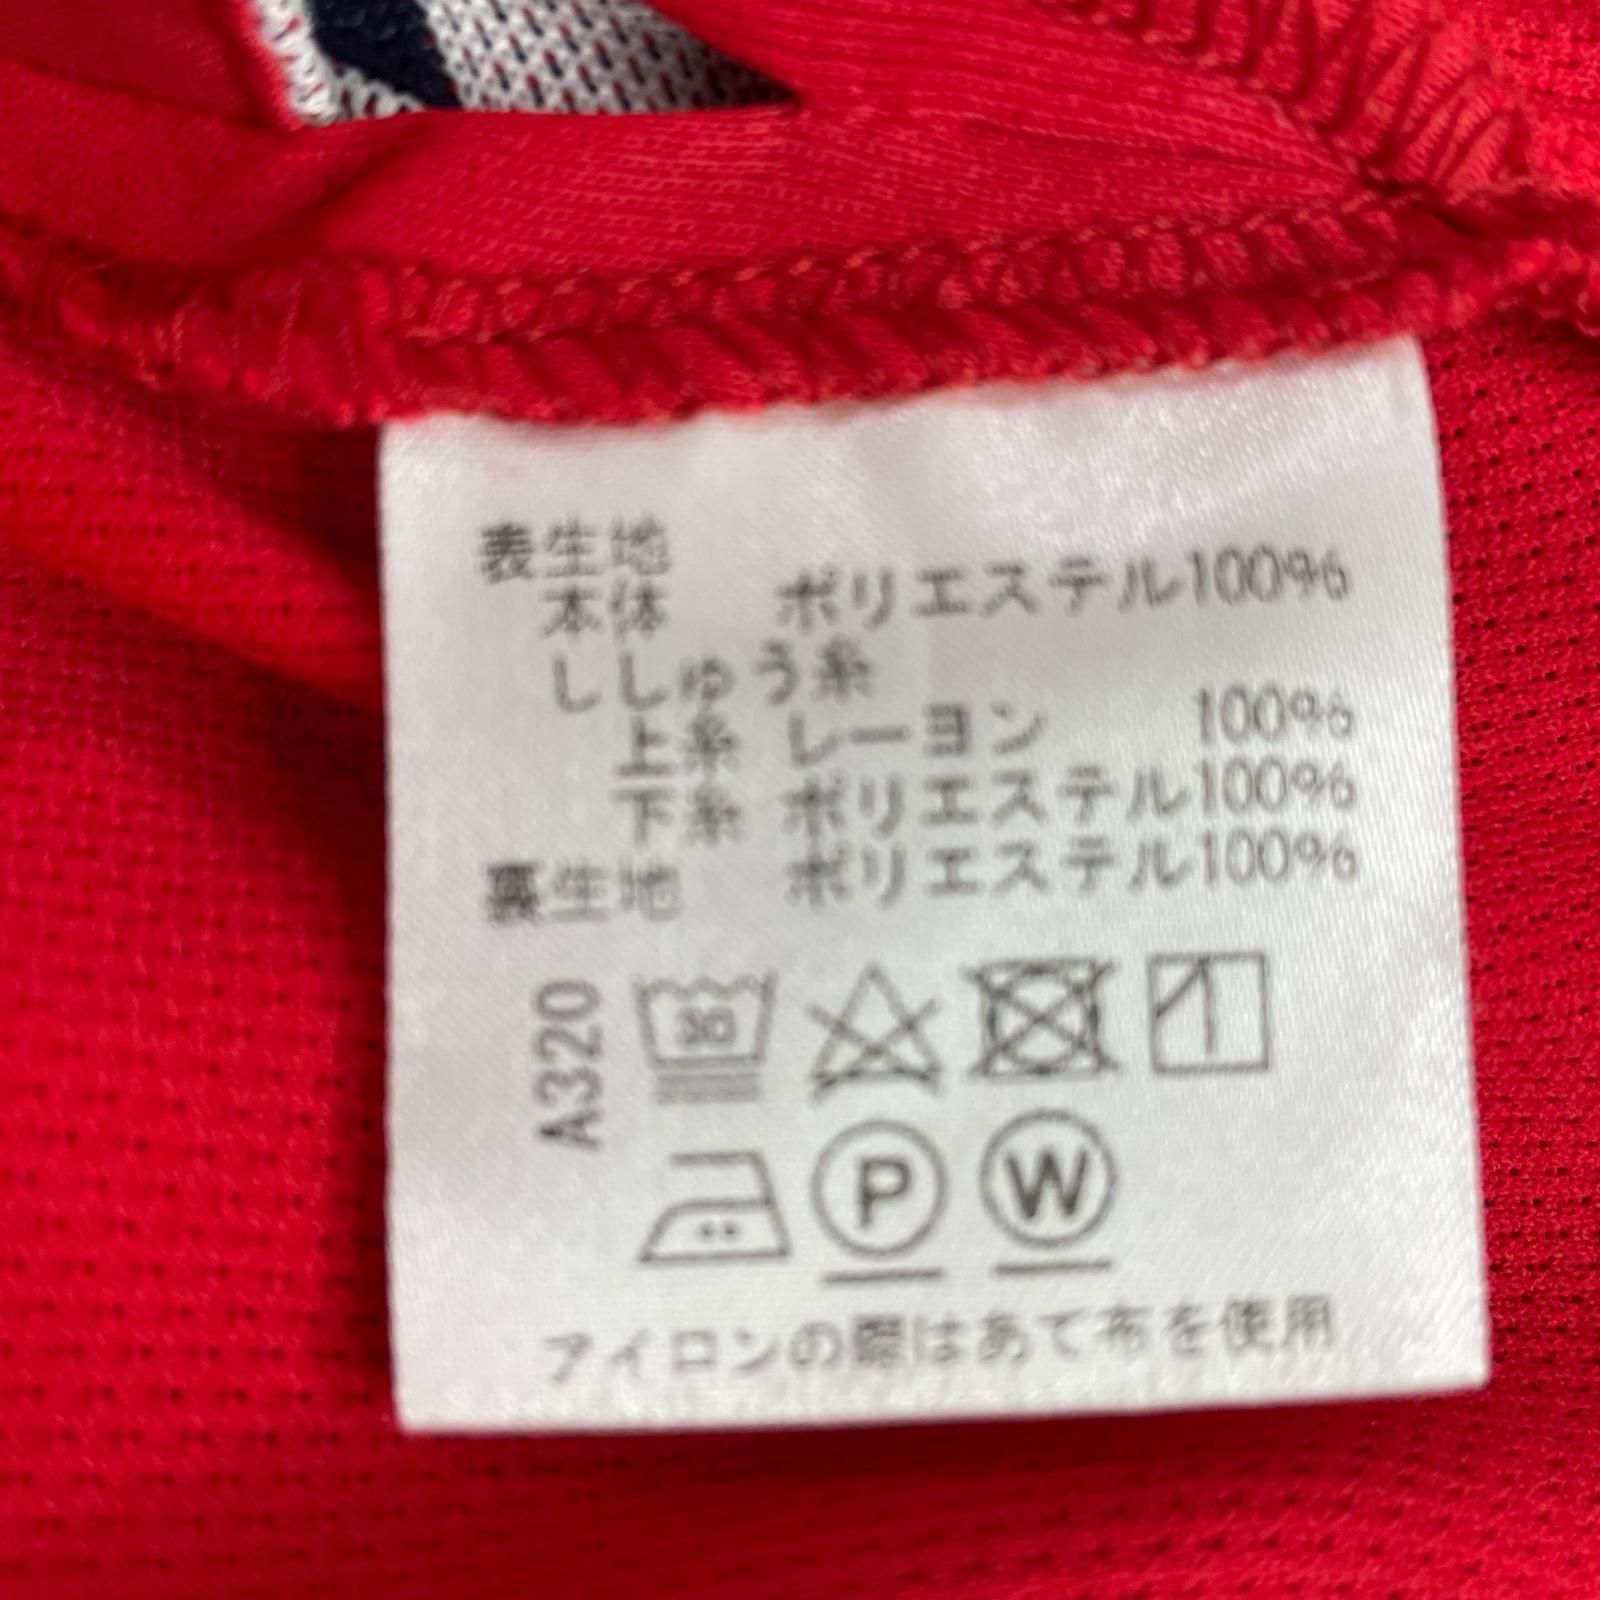 表生地
本体 ポリエステル100%
ししゅう糸
上糸 レーヨン 100%
下糸 ポリエステル100%
裏生地 ポリエステル100%
A320
30
P W
アイロンの際はあて布を使用